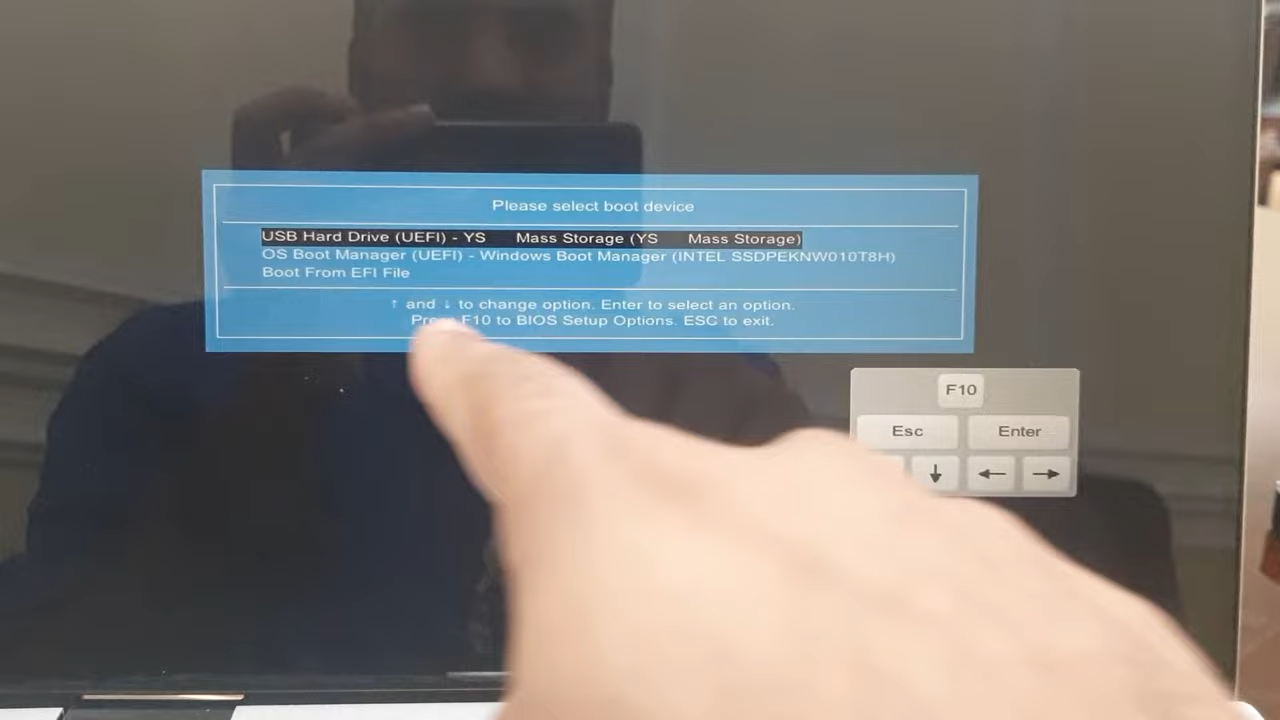 Please select boot device
USB Hard Drive (UEFI) - YS Mass Storage (YS Mass Storage)
OS Boot Manager (UEFI) - Windows Boot Manager (INTEL SSDPEKNW010T8H)
Boot From EFI File
↑ and ↓ to change option. Enter to select an option.
F10 to BIOS Setup Options. ESC to exit.
F10
Esc Enter
↓ ← →